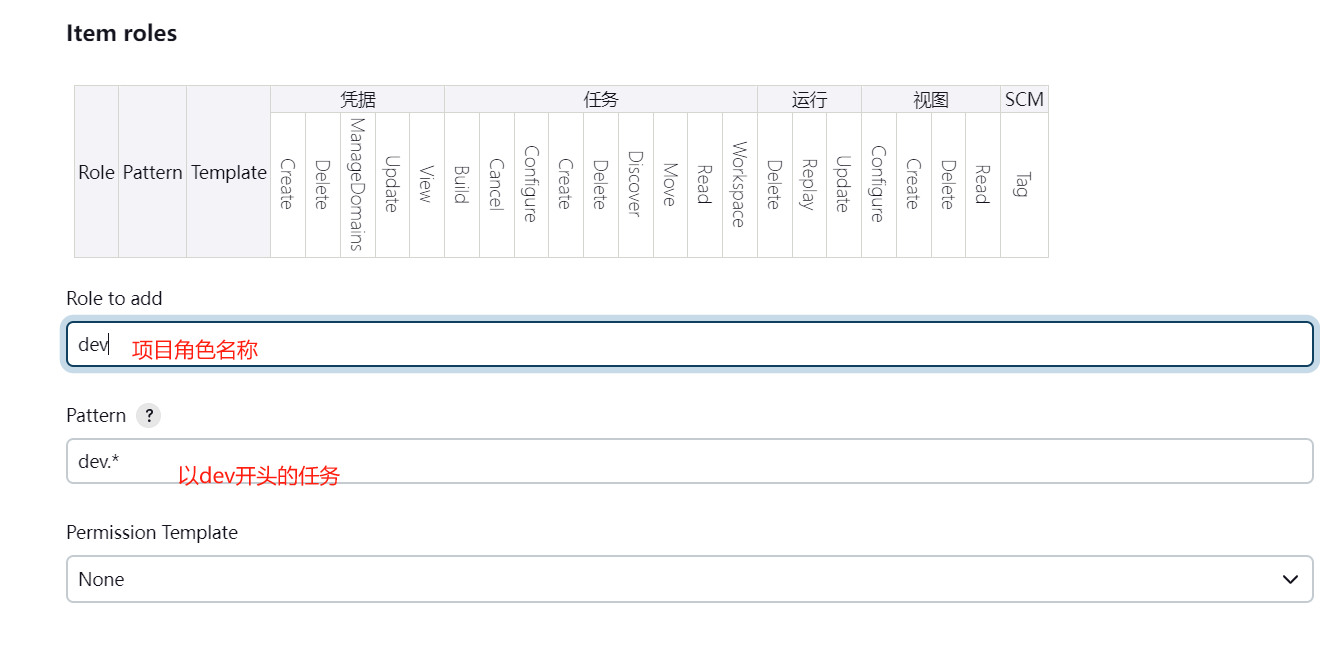 Item roles
凭据 任务 运行 视图 SCM
Role Pattern Template Create Delete ManageDomains Update View Build Cancel Configure Create Delete Discover Move Read Workspace Delete Replay Update Configure Create Delete Read Tag
Role to add
dev 项目角色名称
Pattern ?
dev.* 以dev开头的任务
Permission Template
None